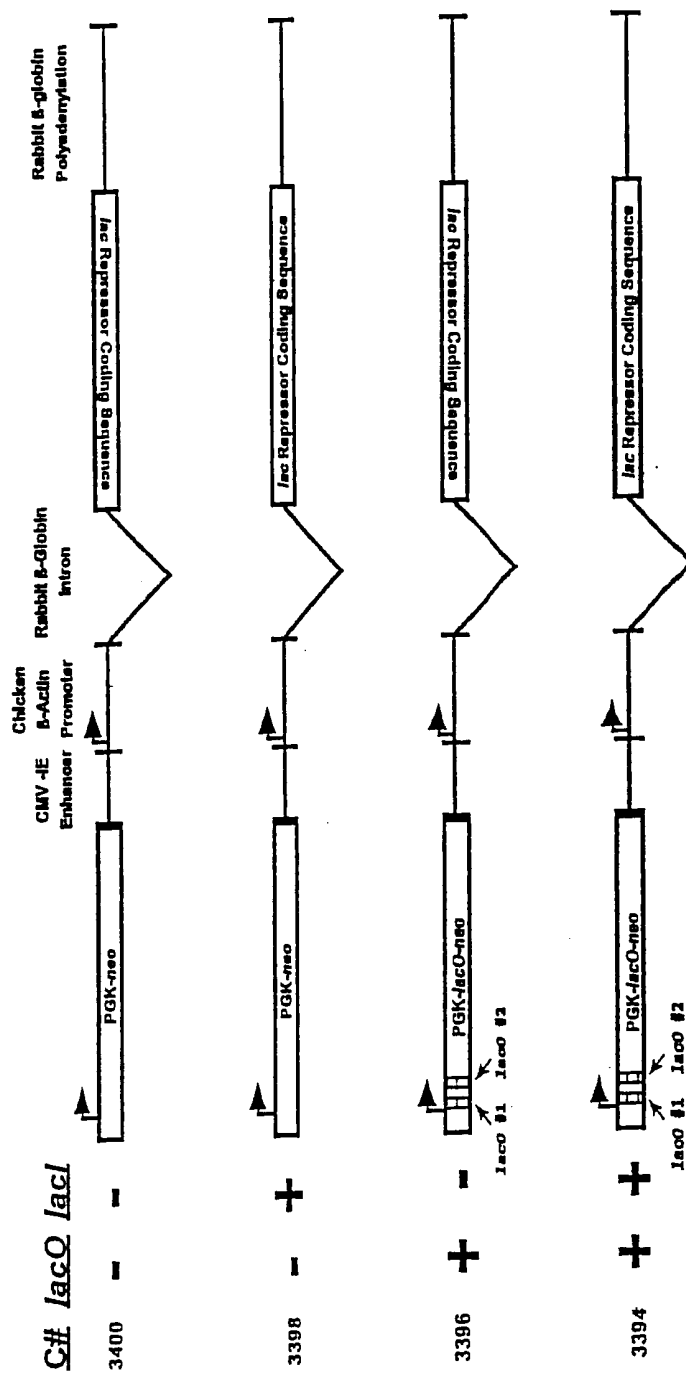 Chicken
CMV-IE ß-Actin Rabbit ß-Globin Rabbit ß-globin
C# lacO lacI Enhancer Promoter Intron Polyadenylation
3400 - - PGK-neo lac Repressor Coding Sequence
3398 - + PGK-neo lac Repressor Coding Sequence
3396 + - PGK-lacO-neo lac Repressor Coding Sequence
lacO #1 lacO #2
3394 + + PGK-lacO-neo lac Repressor Coding Sequence
lacO #1 lacO #2